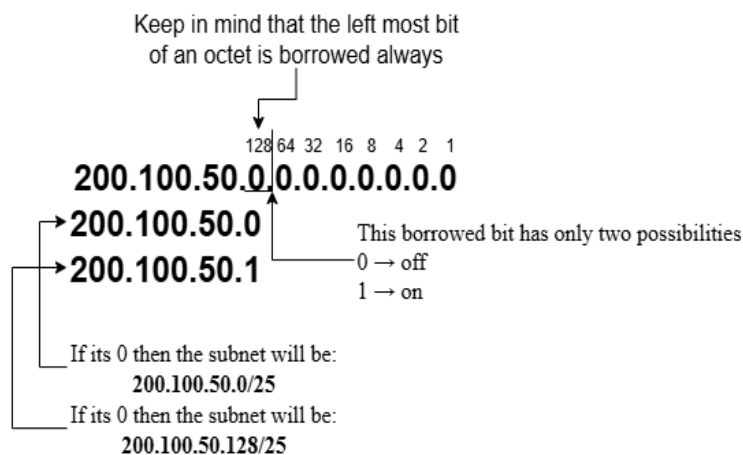 Keep in mind that the left most bit
of an octet is borrowed always
128 64 32 16 8 4 2 1
200.100.50.0.0.0.0.0.0.0.0
200.100.50.0
200.100.50.1
This borrowed bit has only two possibilities
0 → off
1 → on
If its 0 then the subnet will be:
200.100.50.0/25
If its 0 then the subnet will be:
200.100.50.128/25